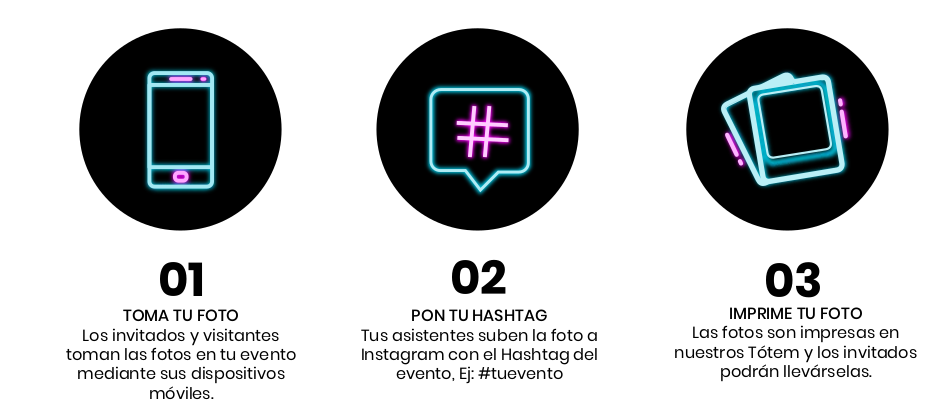 #
01
TOMA TU FOTO
Los invitados y visitantes
toman las fotos en tu evento
mediante sus dispositivos
móviles.
02
PON TU HASHTAG
Tus asistentes suben la foto a
Instagram con el Hashtag del
evento, Ej: #tuevento
03
IMPRIME TU FOTO
Las fotos son impresas en
nuestros Tótem y los invitados
podrán llevárselas.